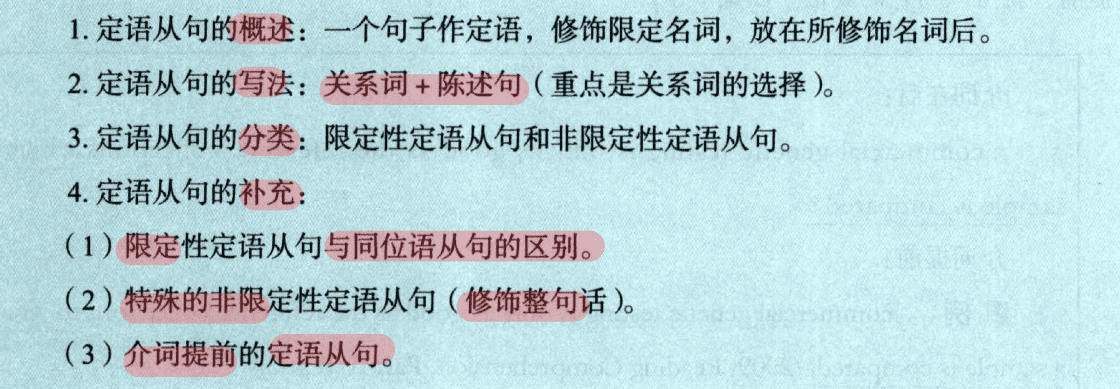 1. 定语从句的概述：一个句子作定语，修饰限定名词，放在所修饰名词后。
2. 定语从句的写法：关系词 + 陈述句（重点是关系词的选择）。
3. 定语从句的分类：限定性定语从句和非限定性定语从句。
4. 定语从句的补充：
（1）限定性定语从句与同位语从句的区别。
（2）特殊的非限定性定语从句（修饰整句话）。
（3）介词提前的定语从句。